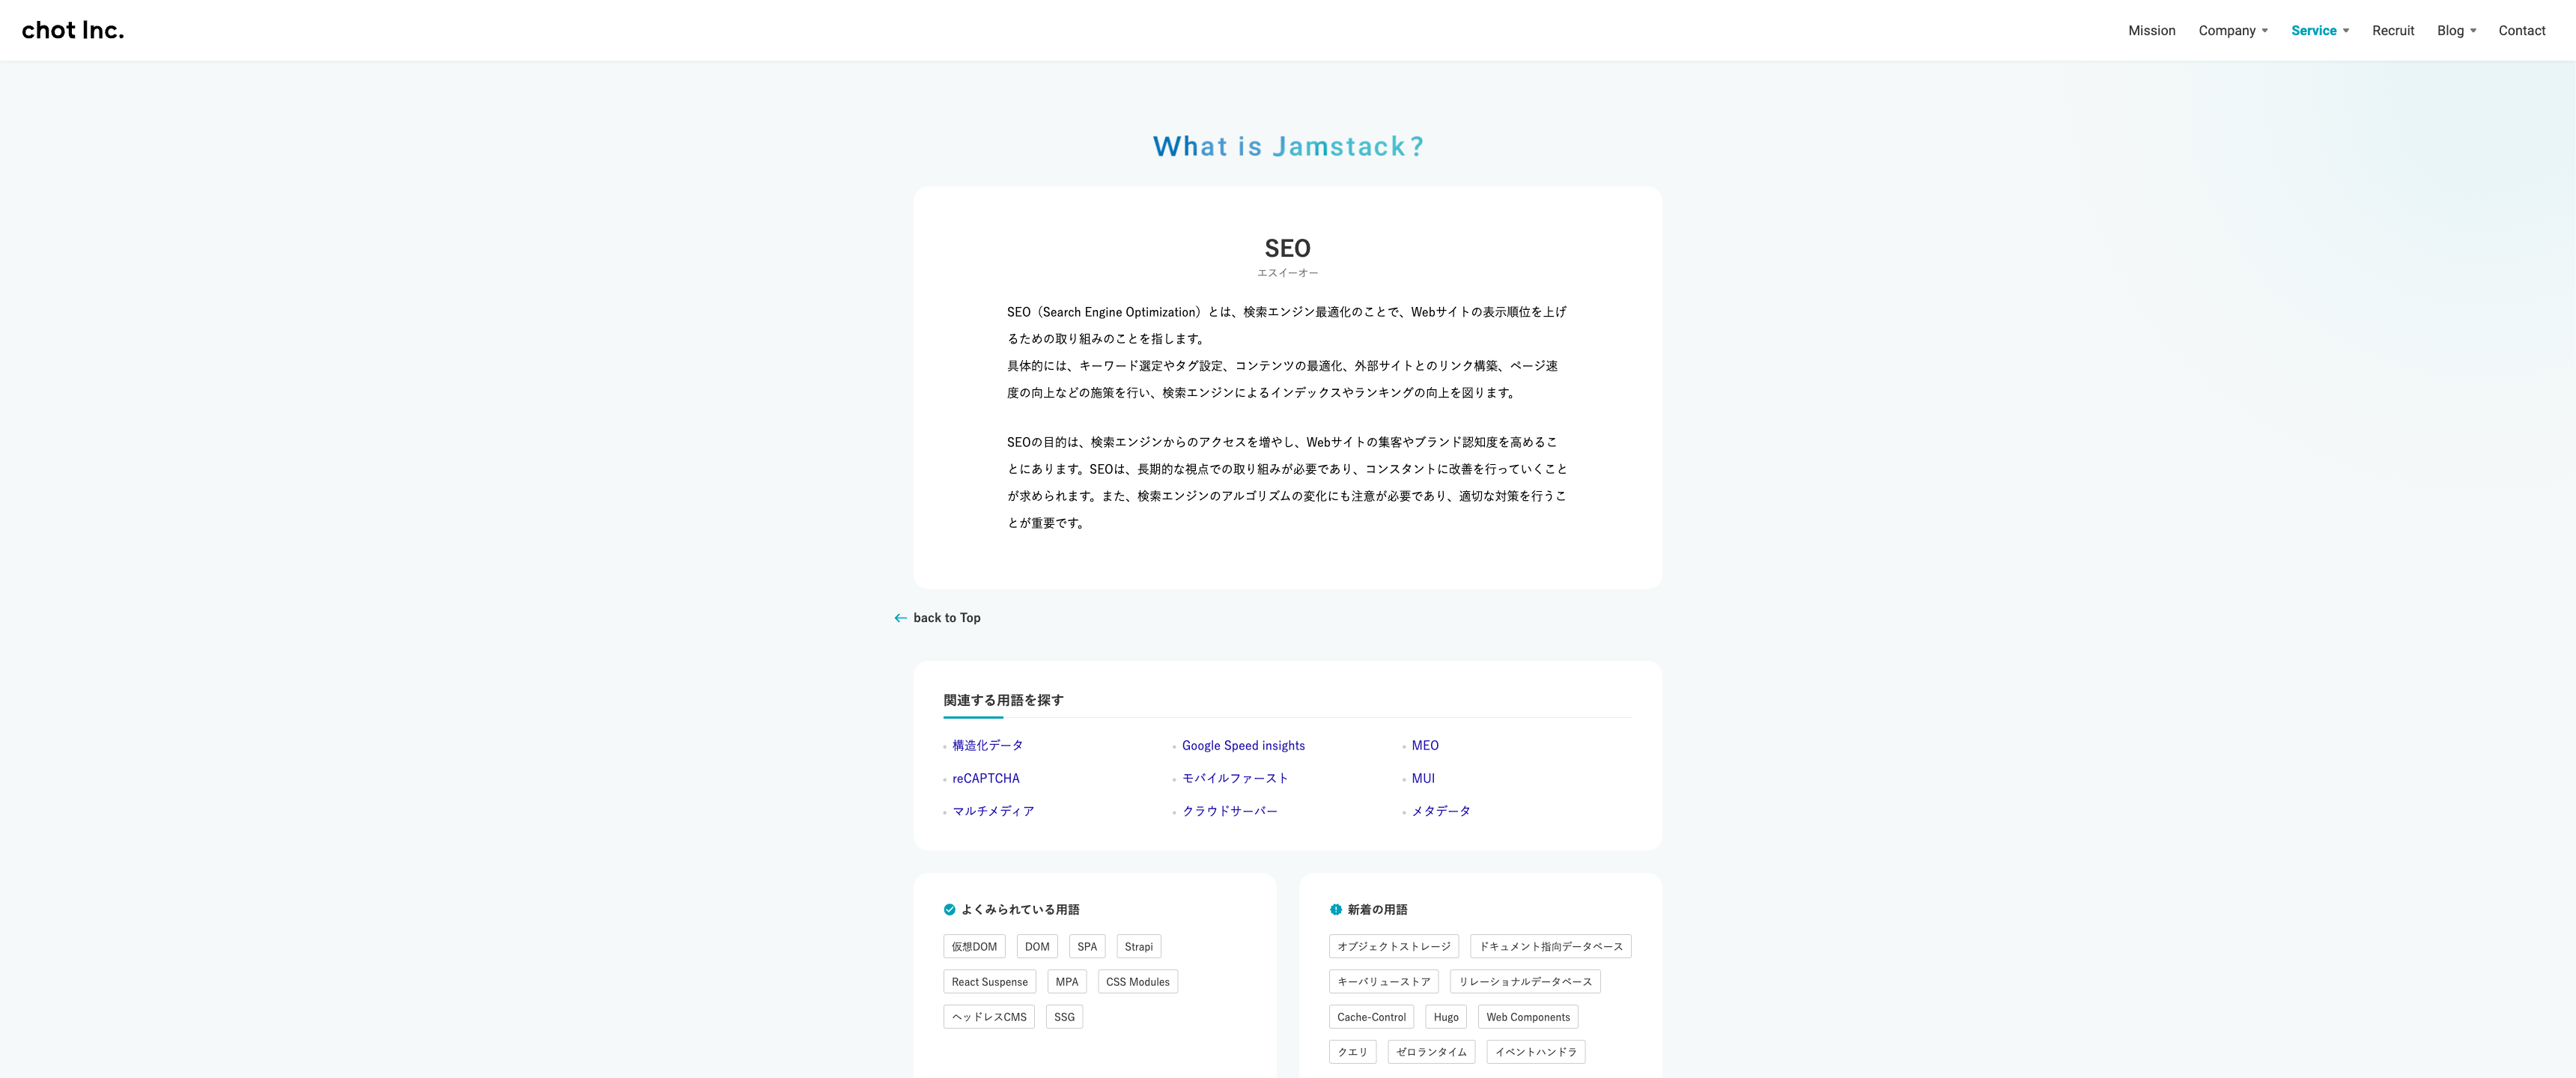 chot Inc.
Mission Company Service Recruit Blog Contact
What is Jamstack?
SEO
エスイーオー
SEO（Search Engine Optimization）とは、検索エンジン最適化のことで、Webサイトの表示順位を上げ
るための取り組みのことを指します。
具体的には、キーワード選定やタグ設定、コンテンツの最適化、外部サイトとのリンク構築、ページ速
度の向上などの施策を行い、検索エンジンによるインデックスやランキングの向上を図ります。
SEOの目的は、検索エンジンからのアクセスを増やし、Webサイトの集客やブランド認知度を高めるこ
とにあります。SEOは、長期的な視点での取り組みが必要であり、コンスタントに改善を行っていくこと
が求められます。また、検索エンジンのアルゴリズムの変化にも注意が必要であり、適切な対策を行うこ
とが重要です。
back to Top
関連する用語を探す
構造化データ Google Speed insights MEO
reCAPTCHA モバイルファースト MUI
マルチメディア クラウドサーバー メタデータ
よくみられている用語
仮想DOM DOM SPA Strapi
React Suspense MPA CSS Modules
ヘッドレスCMS SSG
新着の用語
オブジェクトストレージ ドキュメント指向データベース
キーバリューストア リレーショナルデータベース
Cache-Control Hugo Web Components
クエリ ゼロランタイム イベントハンドラ